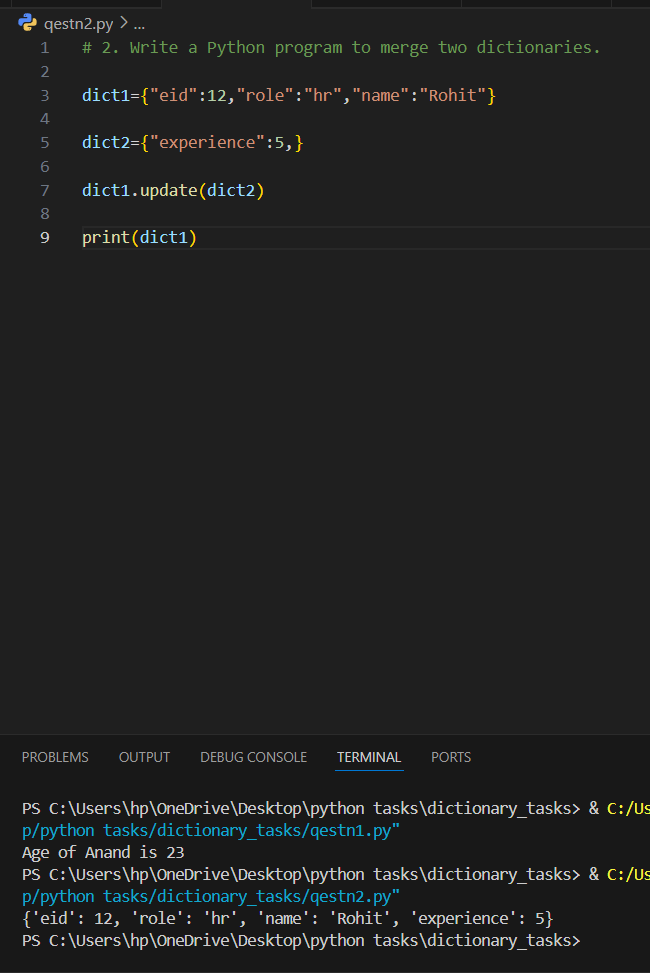 qestn2.py > ...
1 # 2. Write a Python program to merge two dictionaries.
2
3 dict1={"eid":12,"role":"hr","name":"Rohit"}
4
5 dict2={"experience":5,}
6
7 dict1.update(dict2)
8
9 print(dict1)
PROBLEMS OUTPUT DEBUG CONSOLE TERMINAL PORTS
PS C:\Users\hp\OneDrive\Desktop\python tasks\dictionary_tasks> & C:/Us
p/python tasks/dictionary_tasks/qestn1.py"
Age of Anand is 23
PS C:\Users\hp\OneDrive\Desktop\python tasks\dictionary_tasks> & C:/Us
p/python tasks/dictionary_tasks/qestn2.py"
{'eid': 12, 'role': 'hr', 'name': 'Rohit', 'experience': 5}
PS C:\Users\hp\OneDrive\Desktop\python tasks\dictionary_tasks>